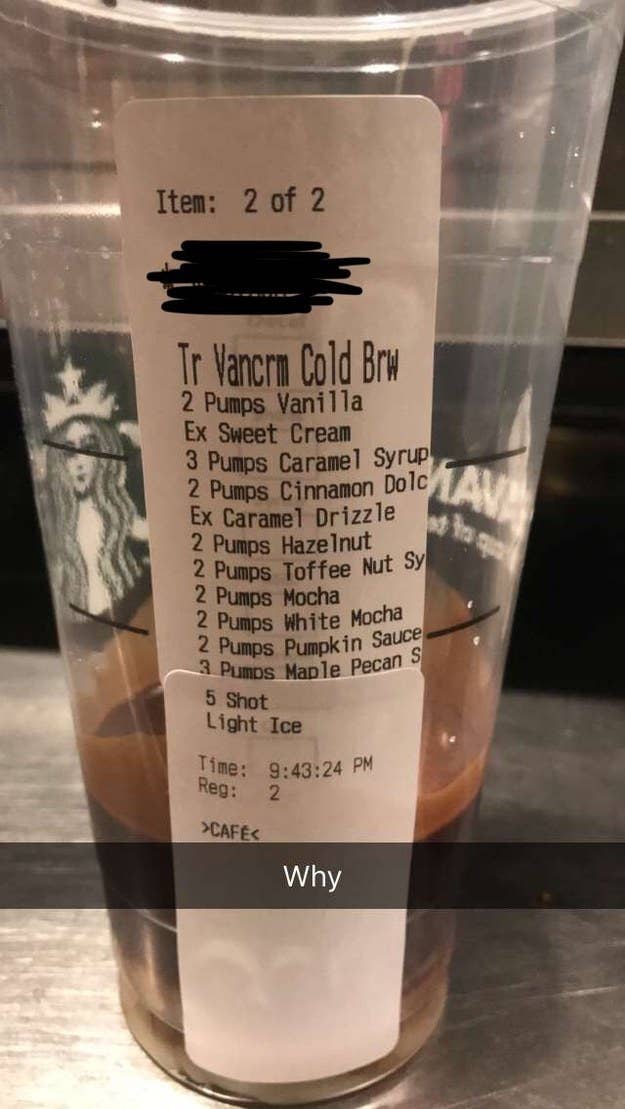 Item: 2 of 2
Tr Vancrm Cold Brw
2 Pumps Vanilla
Ex Sweet Cream
3 Pumps Caramel Syrup
2 Pumps Cinnamon Dolc
Ex Caramel Drizzle
2 Pumps Hazelnut
2 Pumps Toffee Nut Sy
2 Pumps Mocha
2 Pumps White Mocha
2 Pumps Pumpkin Sauce
3 Pumps Maple Pecan S
5 Shot
Light Ice
Time: 9:43:24 PM
Reg: 2
>CAFÉ<
Why